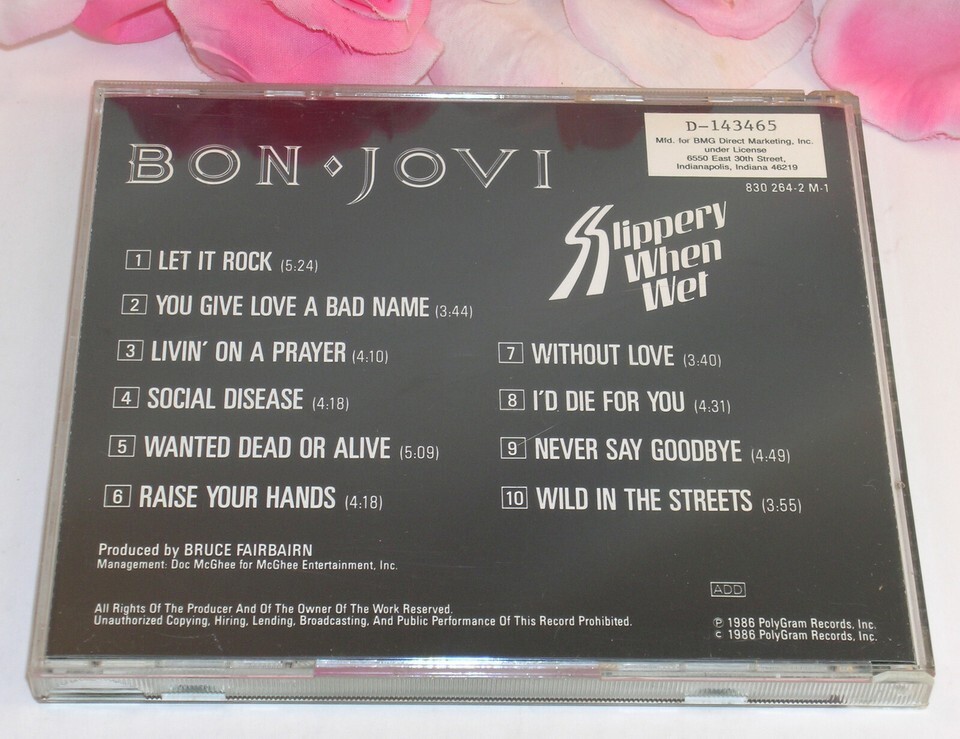 D-143465
Mfd. for BMG Direct Marketing, Inc.
under License
6550 East 30th Street,
Indianapolis, Indiana 46219
830 264-2 M-1
BON JOVI
Slippery
When
Wet
1 LET IT ROCK (5:24)
2 YOU GIVE LOVE A BAD NAME (3:44)
3 LIVIN' ON A PRAYER (4:10)
4 SOCIAL DISEASE (4:18)
5 WANTED DEAD OR ALIVE (5:09)
6 RAISE YOUR HANDS (4:18)
7 WITHOUT LOVE (3:40)
8 I'D DIE FOR YOU (4:31)
9 NEVER SAY GOODBYE (4:49)
10 WILD IN THE STREETS (3:55)
Produced by BRUCE FAIRBAIRN
Management: Doc McGhee for McGhee Entertainment, Inc.
ADD
All Rights Of The Producer And Of The Owner Of The Work Reserved.
Unauthorized Copying, Hiring, Lending, Broadcasting, And Public Performance Of This Record Prohibited.
℗ 1986 PolyGram Records, Inc.
© 1986 PolyGram Records, Inc.